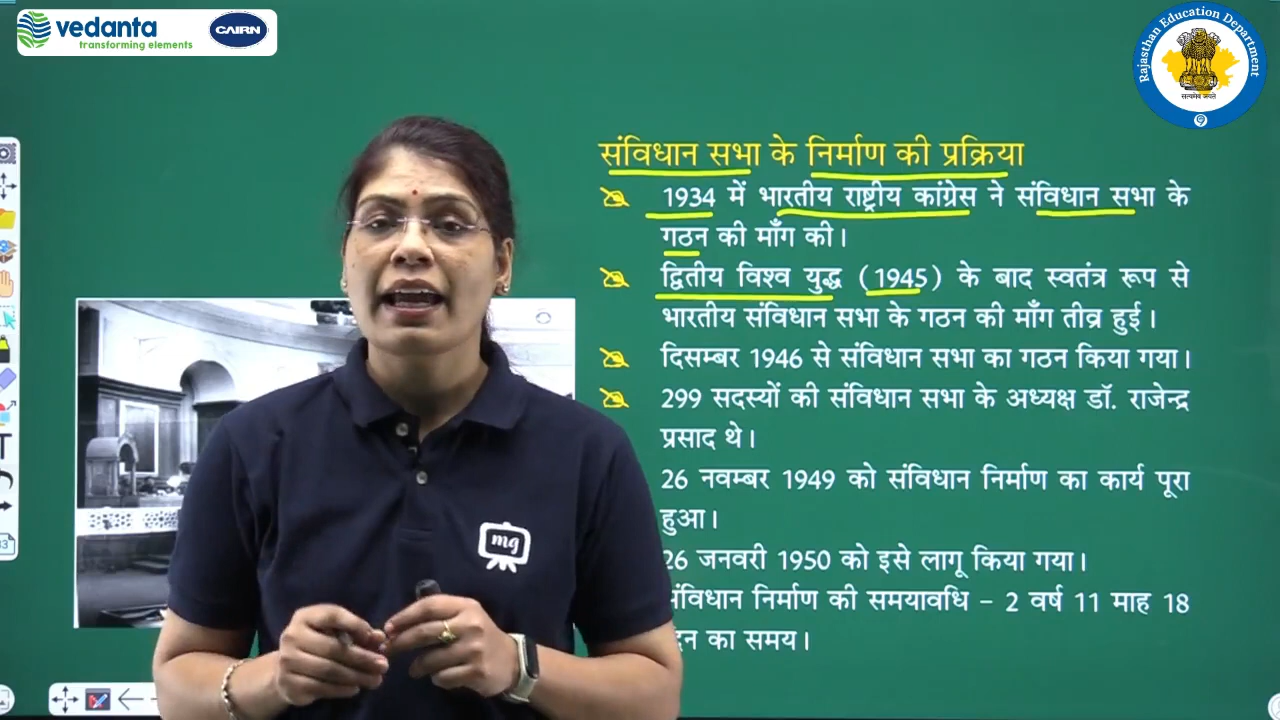 vedanta
transforming elements
CAIRN
Rajasthan Education Department
सत्यमेव जयते
संविधान सभा के निर्माण की प्रक्रिया
1934 में भारतीय राष्ट्रीय कांग्रेस ने संविधान सभा के
गठन की माँग की।
द्वितीय विश्व युद्ध (1945) के बाद स्वतंत्र रूप से
भारतीय संविधान सभा के गठन की माँग तीव्र हुई।
दिसम्बर 1946 से संविधान सभा का गठन किया गया।
299 सदस्यों की संविधान सभा के अध्यक्ष डॉ. राजेन्द्र
प्रसाद थे।
26 नवम्बर 1949 को संविधान निर्माण का कार्य पूरा
हुआ।
26 जनवरी 1950 को इसे लागू किया गया।
संविधान निर्माण की समयावधि – 2 वर्ष 11 माह 18
का समय।
mg